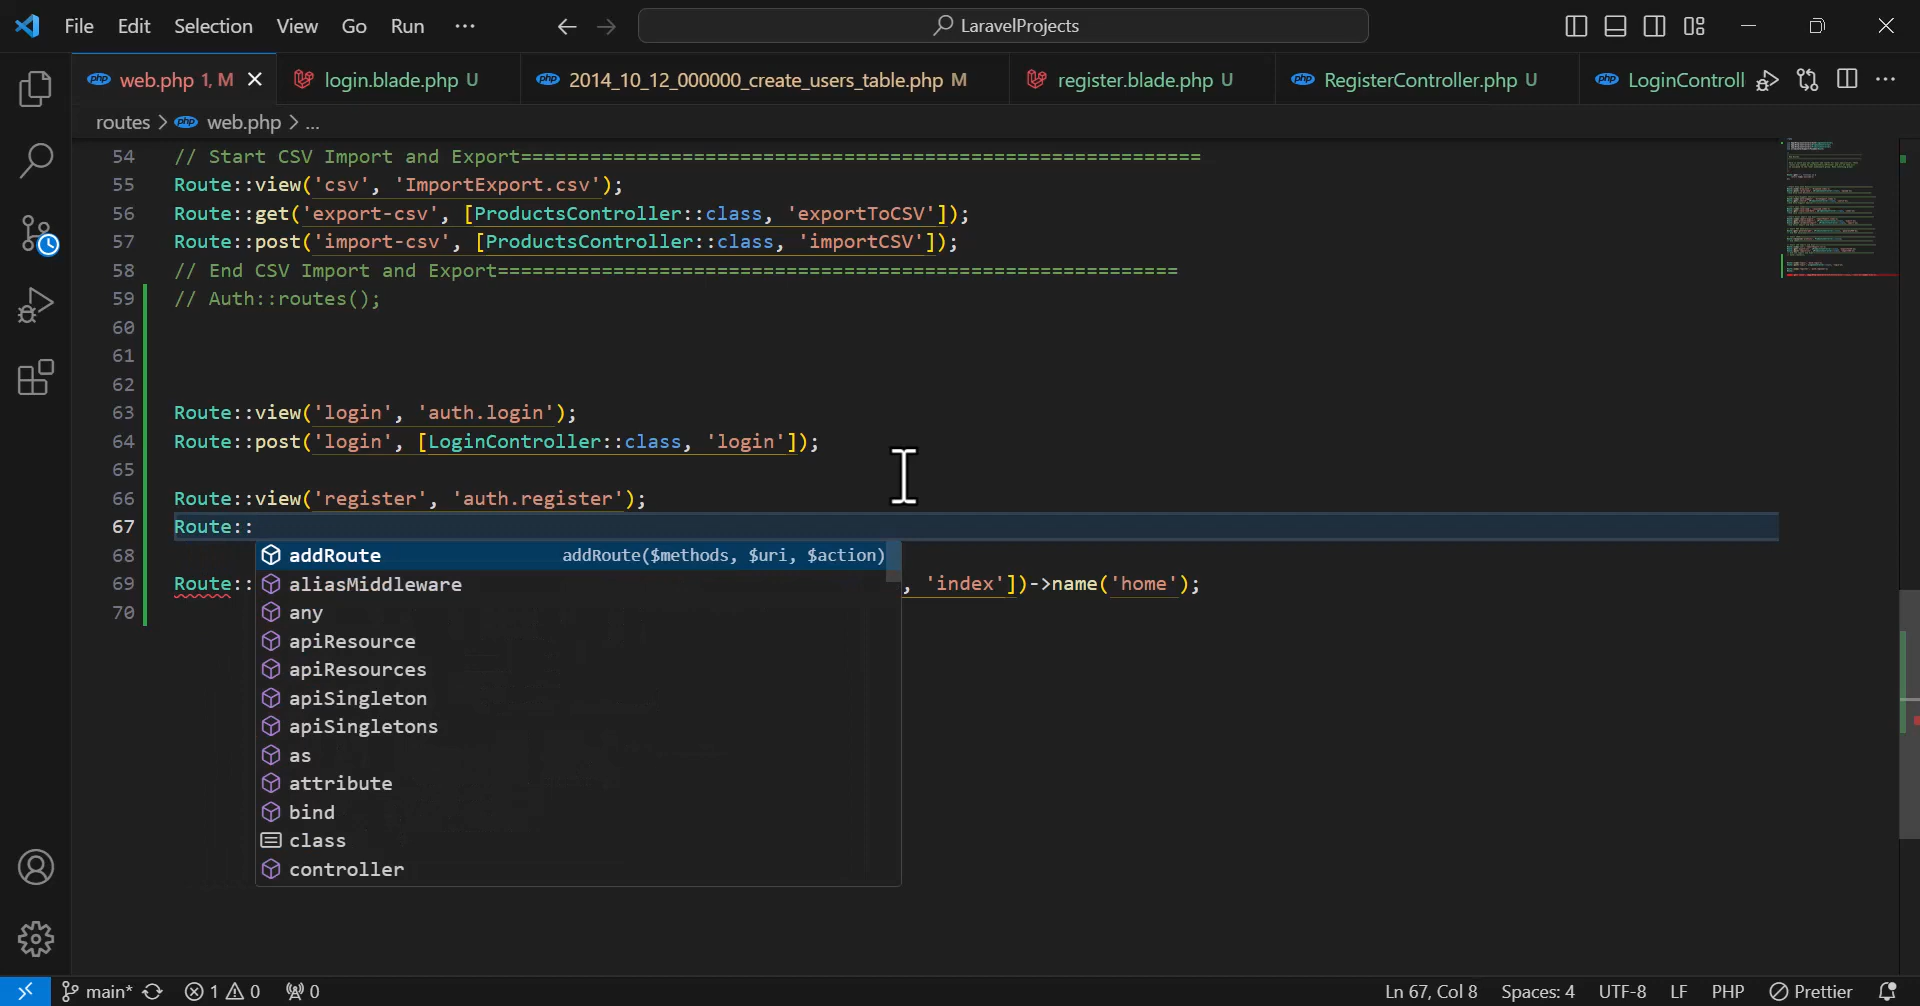 File Edit Selection View Go Run ··· LaravelProjects
web.php 1, M login.blade.php U 2014_10_12_000000_create_users_table.php M register.blade.php U RegisterController.php U LoginControll
routes > web.php > ...
54 // Start CSV Import and Export===========================================================
55 Route::view('csv', 'ImportExport.csv');
56 Route::get('export-csv', [ProductsController::class, 'exportToCSV']);
57 Route::post('import-csv', [ProductsController::class, 'importCSV']);
58 // End CSV Import and Export===========================================================
59 // Auth::routes();
60
61
62
63 Route::view('login', 'auth.login');
64 Route::post('login', [LoginController::class, 'login']);
65
66 Route::view('register', 'auth.register');
67 Route::
68 addRoute addRoute($methods, $uri, $action)
69 Route:: aliasMiddleware , 'index'])->name('home');
70 any
apiResource
apiResources
apiSingleton
apiSingletons
as
attribute
bind
class
controller
main* 1 0 0 Ln 67, Col 8 Spaces: 4 UTF-8 LF PHP Prettier